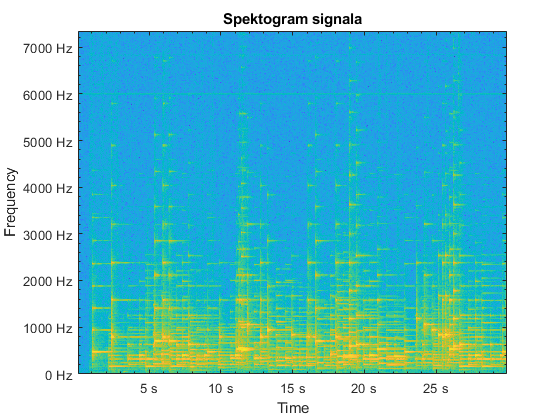 Spektogram signala
7000 Hz
6000 Hz
5000 Hz
4000 Hz
3000 Hz
2000 Hz
1000 Hz
0 Hz
Frequency
5 s
10 s
15 s
20 s
25 s
Time